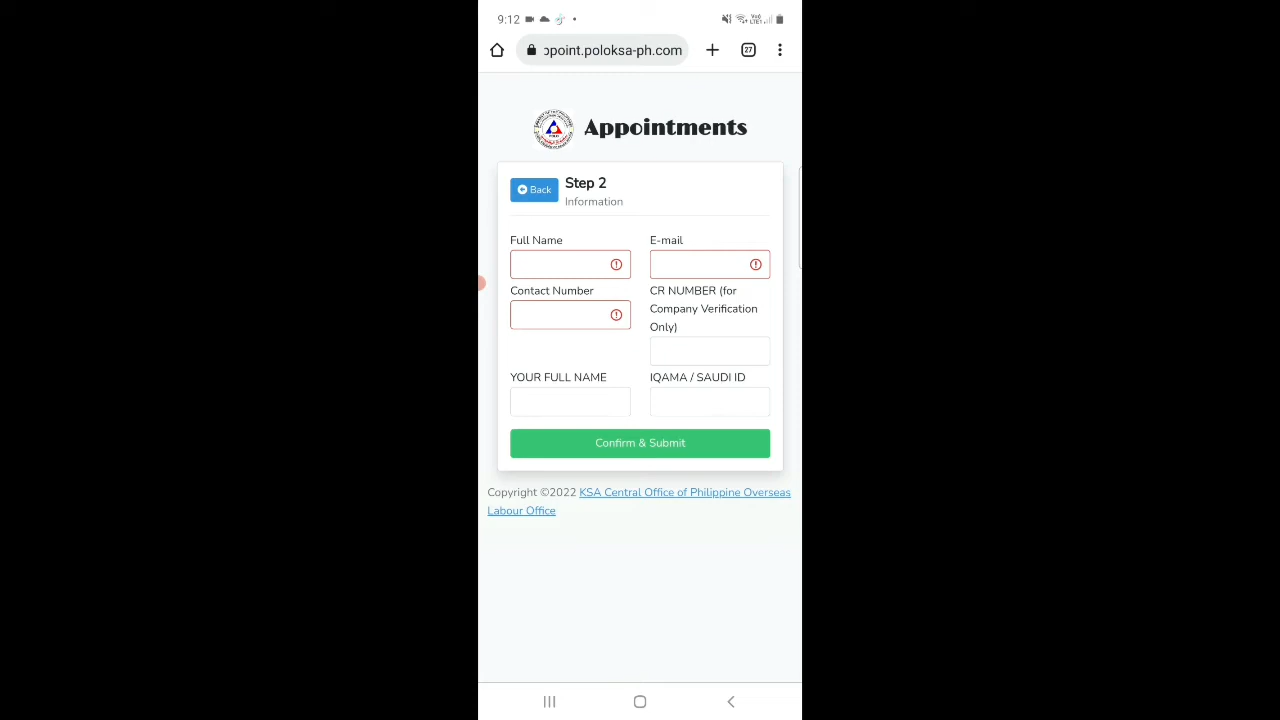 9:12
27
ppoint.poloksa-ph.com
Appointments
Back
Step 2
Information
Full Name
E-mail
Contact Number
CR NUMBER (for
Company Verification
Only)
YOUR FULL NAME
IQAMA / SAUDI ID
Confirm & Submit
Copyright ©2022 KSA Central Office of Philippine Overseas
Labour Office